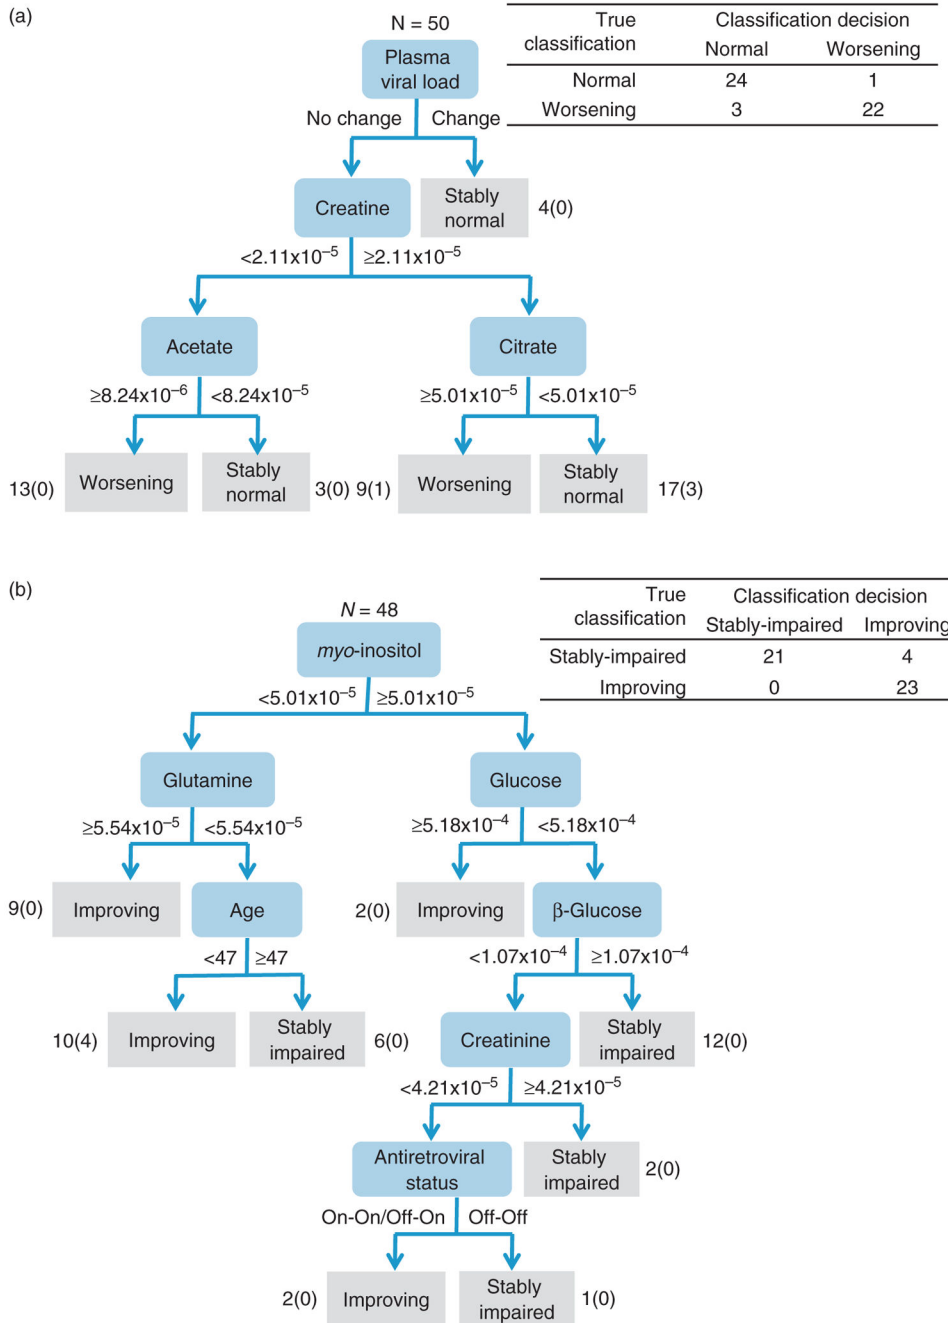 (a)
N = 50
Plasma
viral load
No change Change
Creatine
Stably
normal
4(0)
<2.11x10⁻⁵ ≥2.11x10⁻⁵
Acetate
Citrate
≥8.24x10⁻⁶ <8.24x10⁻⁵
≥5.01x10⁻⁵ <5.01x10⁻⁵
13(0)
Worsening
Stably
normal
3(0)
9(1)
Worsening
Stably
normal
17(3)
True
classification
Classification decision
Normal Worsening
Normal 24 1
Worsening 3 22
(b)
N = 48
myo-inositol
<5.01x10⁻⁵ ≥5.01x10⁻⁵
Glutamine
Glucose
≥5.54x10⁻⁵ <5.54x10⁻⁵
≥5.18x10⁻⁴ <5.18x10⁻⁴
9(0)
Improving
Age
2(0)
Improving
β-Glucose
<47 ≥47
<1.07x10⁻⁴ ≥1.07x10⁻⁴
10(4)
Improving
Stably
impaired
6(0)
Creatinine
Stably
impaired
12(0)
<4.21x10⁻⁵ ≥4.21x10⁻⁵
Antiretroviral
status
Stably
impaired
2(0)
On-On/Off-On Off-Off
2(0)
Improving
Stably
impaired
1(0)
True
classification
Classification decision
Stably-impaired Improving
Stably-impaired 21 4
Improving 0 23